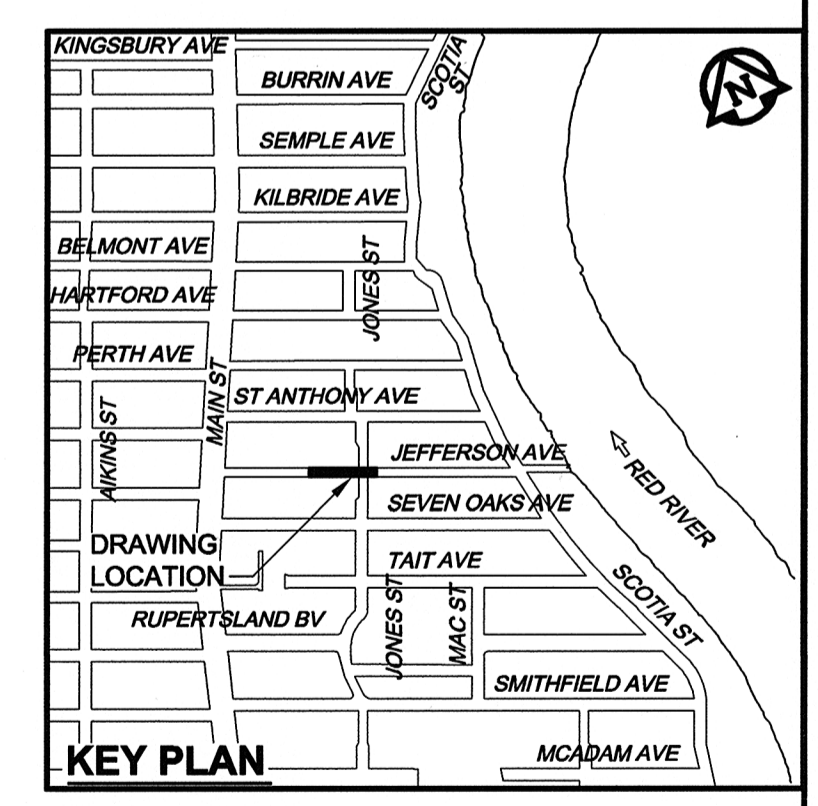 KINGSBURY AVE
BURRIN AVE
SCOTIA
ST
N
SEMPLE AVE
KILBRIDE AVE
BELMONT AVE
JONES ST
HARTFORD AVE
PERTH AVE
MAIN ST
ST ANTHONY AVE
AIKINS ST
JEFFERSON AVE
RED RIVER
SEVEN OAKS AVE
DRAWING
LOCATION
TAIT AVE
SCOTIA ST
RUPERTSLAND BV
JONES ST
MAC ST
SMITHFIELD AVE
MCADAM AVE
KEY PLAN